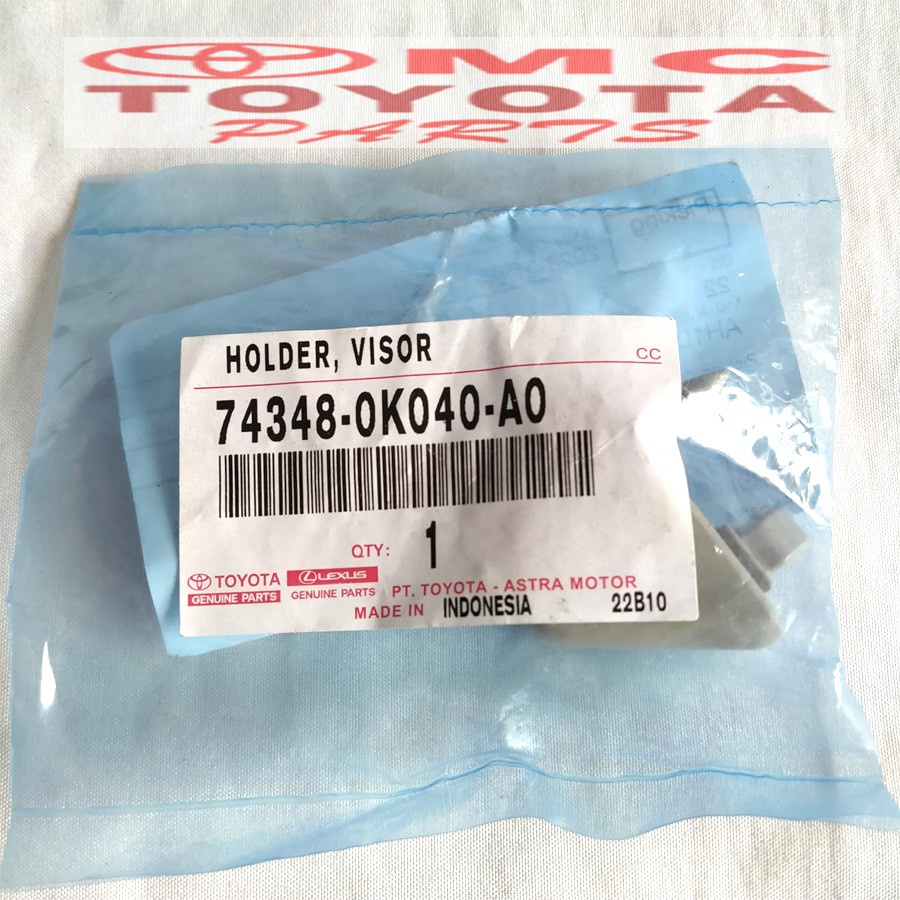 OMC
TOYOTA
PARTS
Picking
HOLDER, VISOR
CC
74348-0K040-A0
QTY: 1
TOYOTA
GENUINE PARTS
LEXUS
GENUINE PARTS
PT. TOYOTA - ASTRA MOTOR
MADE IN INDONESIA
22B10